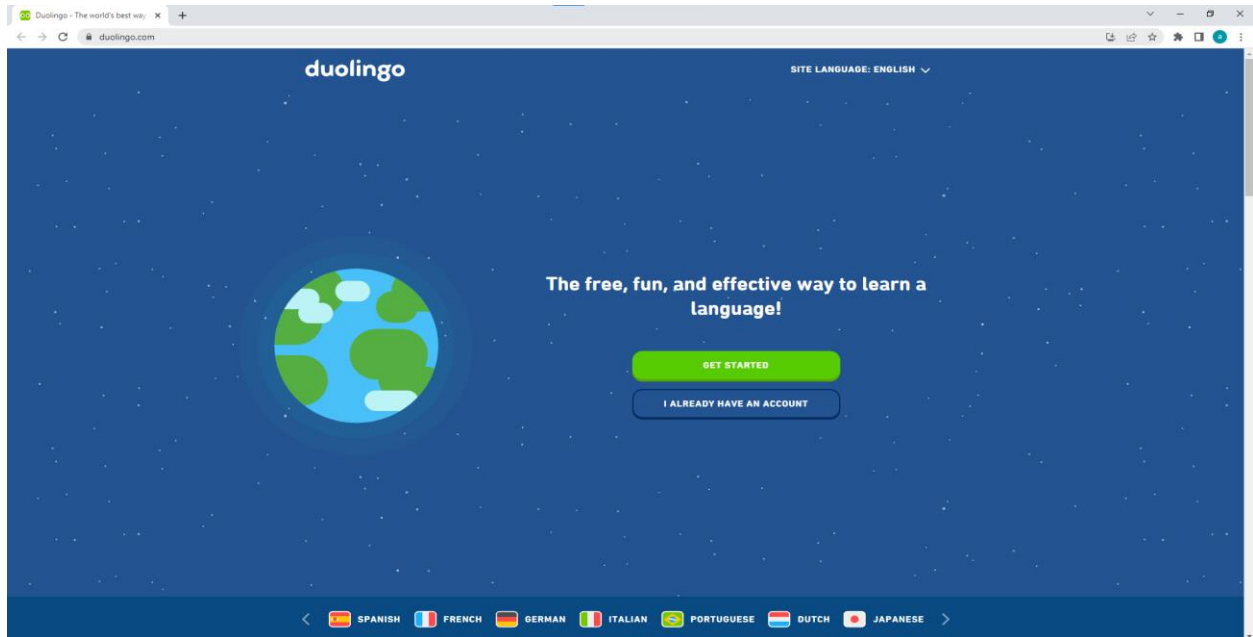 Duolingo - The world's best way
duolingo.com
duolingo
SITE LANGUAGE: ENGLISH
The free, fun, and effective way to learn a
language!
GET STARTED
I ALREADY HAVE AN ACCOUNT
SPANISH FRENCH GERMAN ITALIAN PORTUGUESE DUTCH JAPANESE